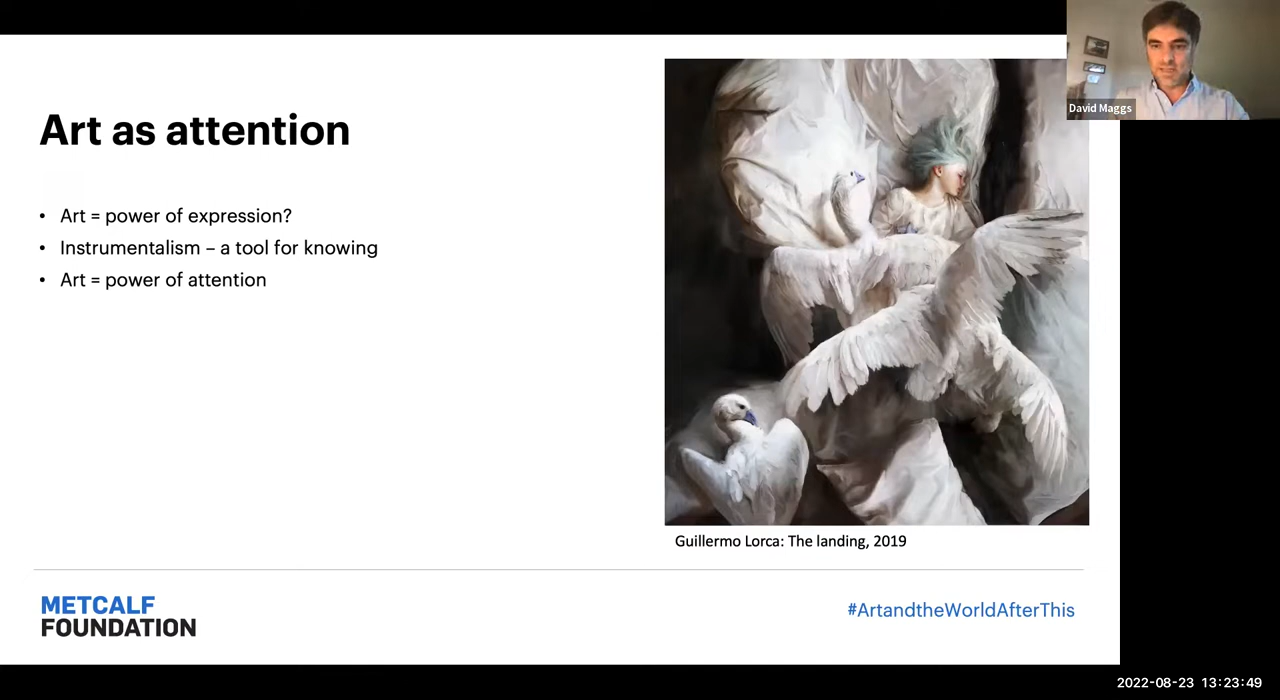 David Maggs
Art as attention
• Art = power of expression?
• Instrumentalism – a tool for knowing
• Art = power of attention
Guillermo Lorca: The landing, 2019
METCALF
FOUNDATION
#ArtandtheWorldAfterThis
2022-08-23 13:23:49